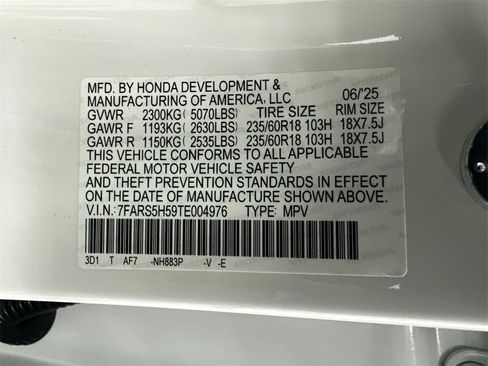 MFD. BY HONDA DEVELOPMENT &
MANUFACTURING OF AMERICA, LLC 06/'25
GVWR 2300KG( 5070LBS) TIRE SIZE RIM SIZE
GAWR F 1193KG( 2630LBS) 235/60R18 103H 18X7.5J
GAWR R 1150KG( 2535LBS) 235/60R18 103H 18X7.5J
THIS VEHICLE CONFORMS TO ALL APPLICABLE
FEDERAL MOTOR VEHICLE SAFETY
AND THEFT PREVENTION STANDARDS IN EFFECT
ON THE DATE OF MANUFACTURE SHOWN ABOVE.
V.I.N.:7FARS5H59TE004976 TYPE: MPV
3D1 T AF7 -NH883P -V -E